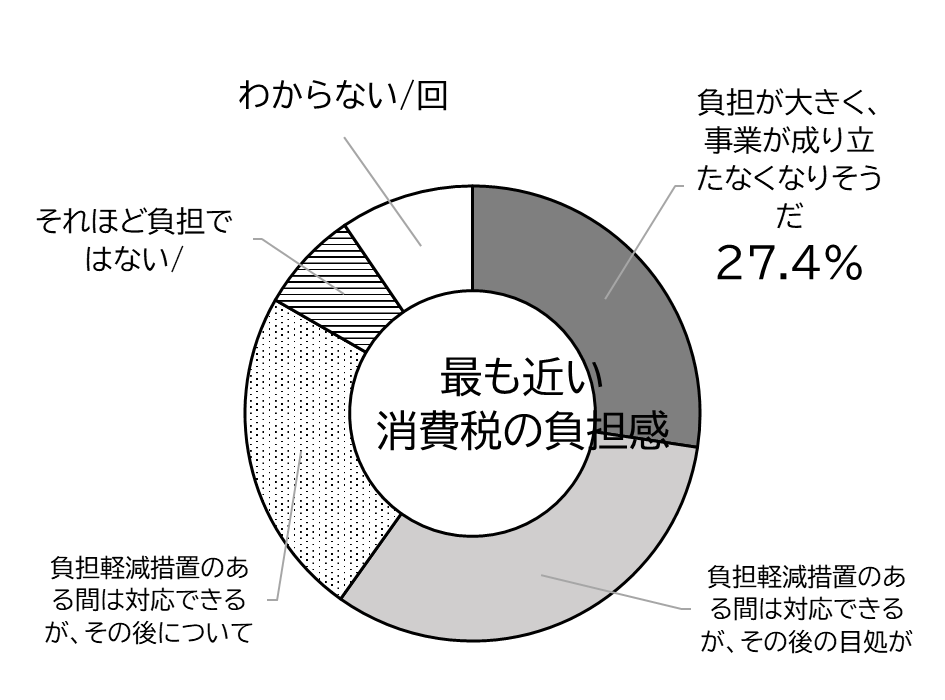 わからない/回
負担が大きく、
事業が成り立
たなくなりそう
だ
27.4%
それほど負担で
はない/
最も近い
消費税の負担感
負担軽減措置のあ
る間は対応できる
が、その後について
負担軽減措置のあ
る間は対応できる
が、その後の目処が